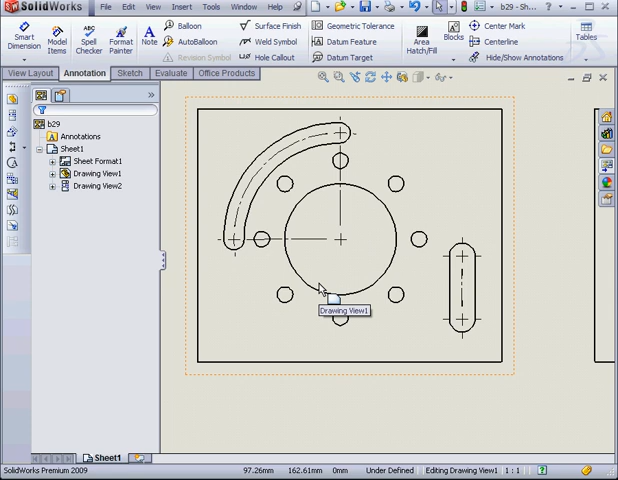 SolidWorks File Edit View Insert Tools Window Help b29 - Sh...
Smart Dimension
Model Items
Spell Checker
Format Painter
Note
Balloon
AutoBalloon
Revision Symbol
Surface Finish
Weld Symbol
Hole Callout
Geometric Tolerance
Datum Feature
Datum Target
Area Hatch/Fill
Blocks
Center Mark
Centerline
Hide/Show Annotations
Tables
View Layout Annotation Sketch Evaluate Office Products
b29
Annotations
Sheet1
Sheet Format1
Drawing View1
Drawing View2
Drawing View1
Sheet1
SolidWorks Premium 2009 97.26mm 162.61mm 0mm Under Defined Editing Drawing View1 1 : 1